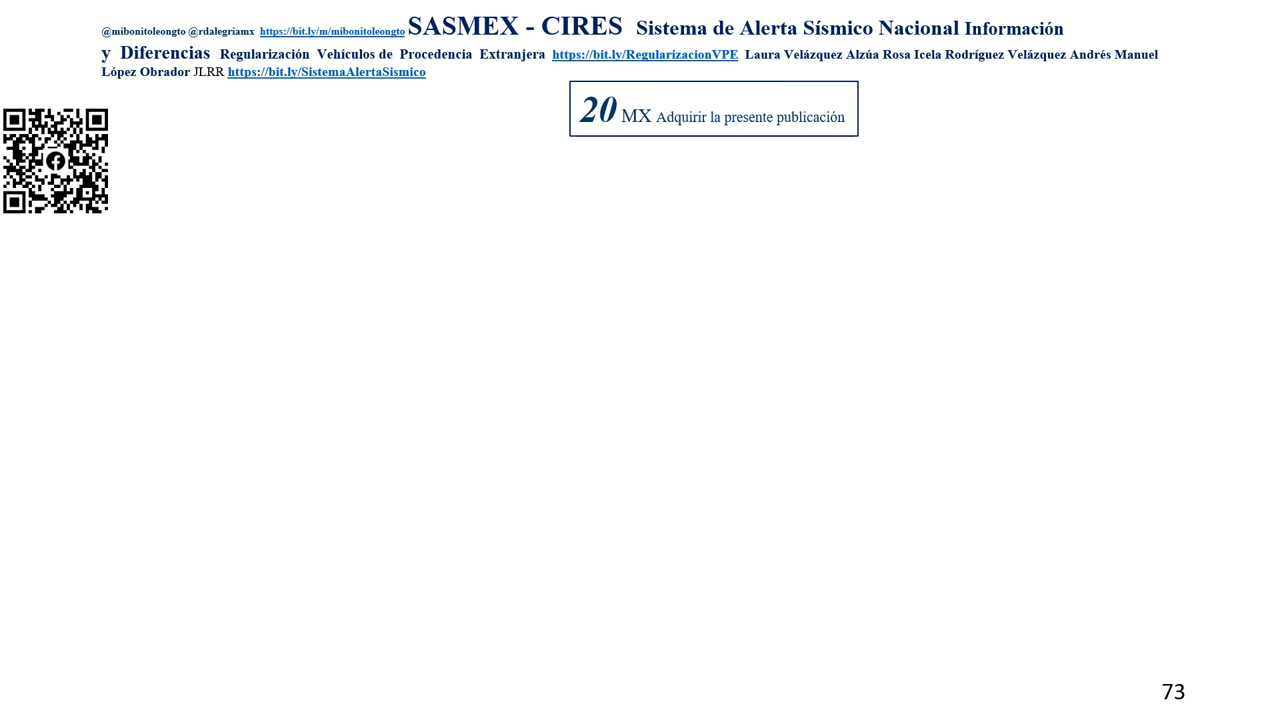 @mibonitoleongto @rdalegriamx https://bit.ly/m/mibonitoleongto SASMEX - CIRES Sistema de Alerta Sísmico Nacional Información
y Diferencias Regularización Vehículos de Procedencia Extranjera https://bit.ly/RegularizacionVPE Laura Velázquez Alzúa Rosa Icela Rodríguez Velázquez Andrés Manuel
López Obrador JLRR https://bit.ly/SistemaAlertaSismico
20 MX Adquirir la presente publicación
73